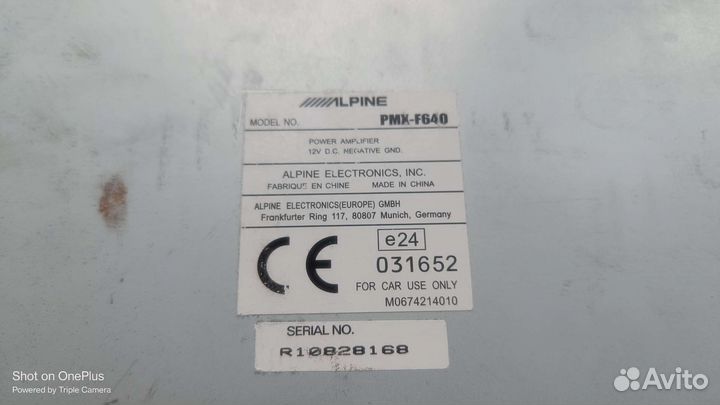 ALPINE
MODEL NO. PMX-F640
POWER AMPLIFIER
12V D.C. NEGATIVE GND.
ALPINE ELECTRONICS, INC.
FABRIQUE EN CHINE MADE IN CHINA
ALPINE ELECTRONICS(EUROPE) GMBH
Frankfurter Ring 117, 80807 Munich, Germany
CE e24
031652
FOR CAR USE ONLY
M0674214010
SERIAL NO.
R10828168
Shot on OnePlus
Powered by Triple Camera
Avito